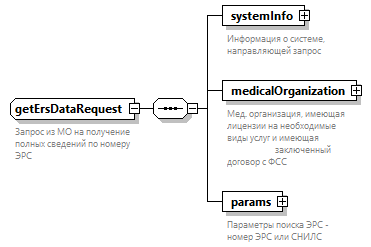 systemInfo
Информация о системе,
направляющей запрос
getErsDataRequest
Запрос из МО на получение
полных сведений по номеру
ЭРС
medicalOrganization
Мед. организация, имеющая
лицензии на необходимые
виды услуг и имеющая
заключенный
договор с ФСС
params
Параметры поиска ЭРС -
номер ЭРС или СНИЛС